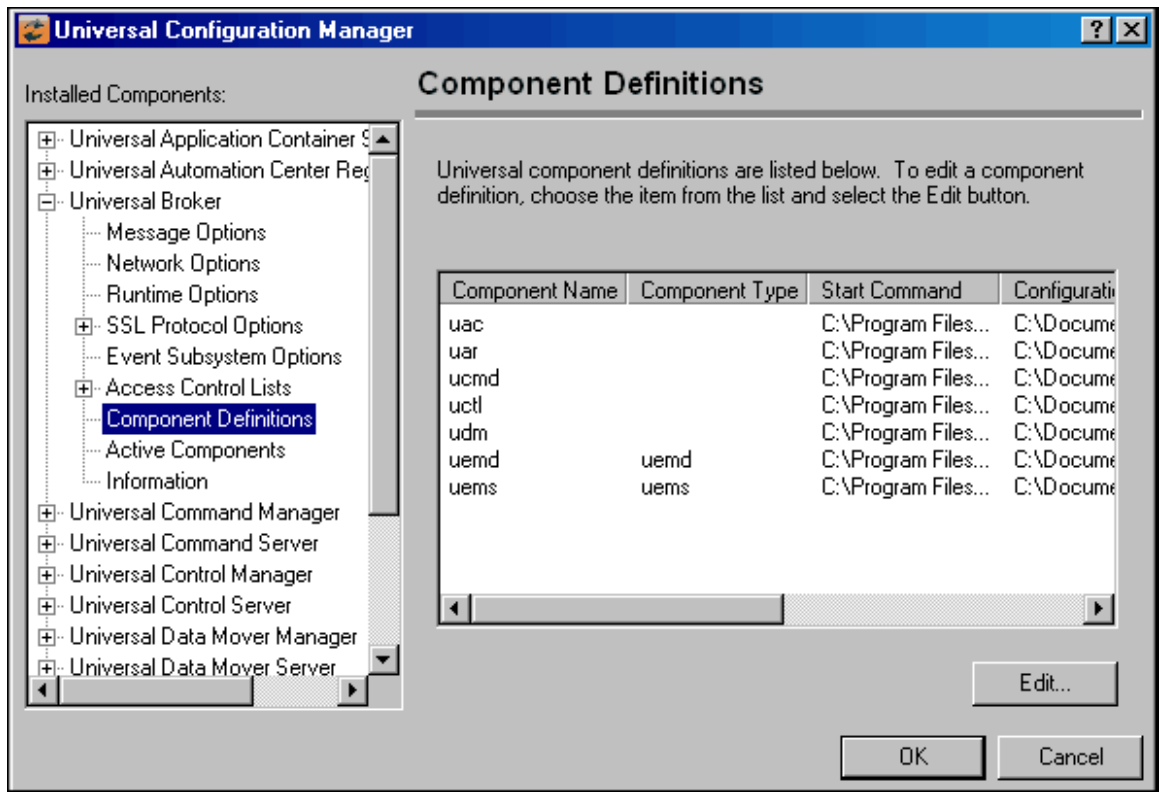 Universal Configuration Manager
Installed Components:
Universal Application Container S
Universal Automation Center Reg
Universal Broker
Message Options
Network Options
Runtime Options
SSL Protocol Options
Event Subsystem Options
Access Control Lists
Component Definitions
Active Components
Information
Universal Command Manager
Universal Command Server
Universal Control Manager
Universal Control Server
Universal Data Mover Manager
Universal Data Mover Server
Component Definitions
Universal component definitions are listed below. To edit a component
definition, choose the item from the list and select the Edit button.
Component Name Component Type Start Command Configurati
uac C:\Program Files... C:\Docume
uar C:\Program Files... C:\Docume
ucmd C:\Program Files... C:\Docume
uctl C:\Program Files... C:\Docume
udm C:\Program Files... C:\Docume
uemd uemd C:\Program Files... C:\Docume
uems uems C:\Program Files... C:\Docume
Edit...
OK Cancel